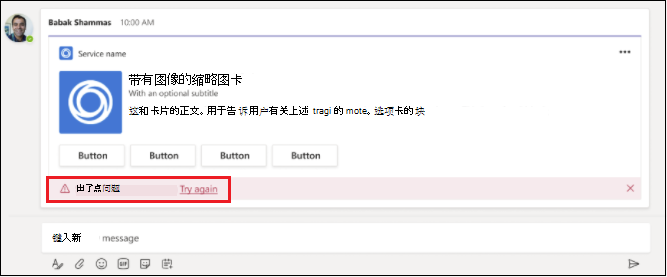 Babak Shammas 10:00 AM
Service name
带有图像的缩略图卡
With an optional subtitle
这和卡片的正文。用于告诉用户有关上述 tragi 的 mote。选项卡的块
Button Button Button Button
出了点问题 Try again
键入新 message
GIF